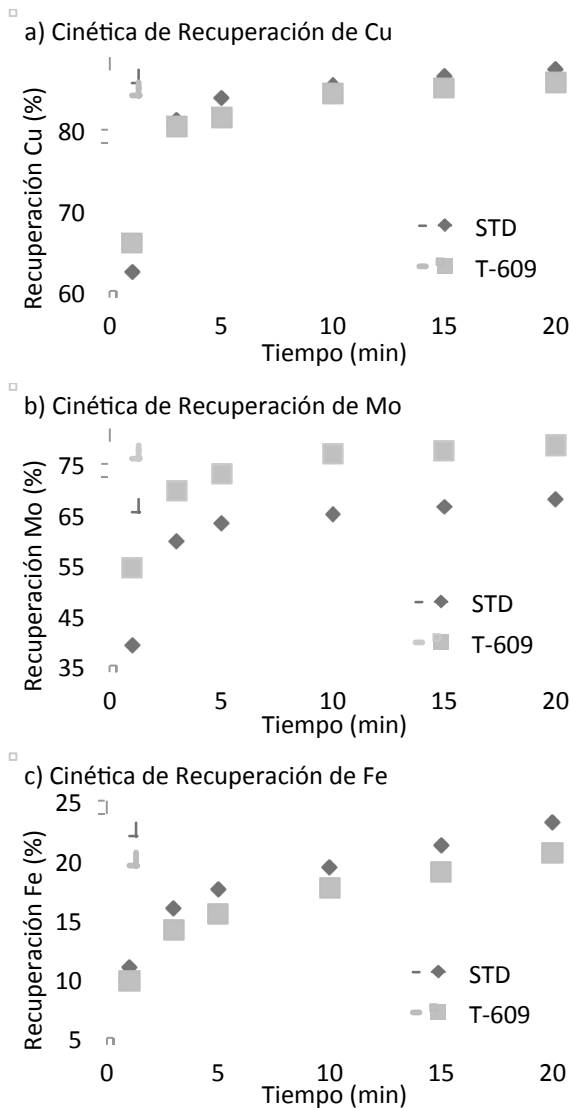 a) Cinética de Recuperación de Cu
Recuperación Cu (%)
80
70
60
STD
T-609
0 5 10 15 20
Tiempo (min)
b) Cinética de Recuperación de Mo
Recuperación Mo (%)
75
65
55
45
35
STD
T-609
0 5 10 15 20
Tiempo (min)
c) Cinética de Recuperación de Fe
Recuperación Fe (%)
25
20
15
10
5
STD
T-609
0 5 10 15 20
Tiempo (min)